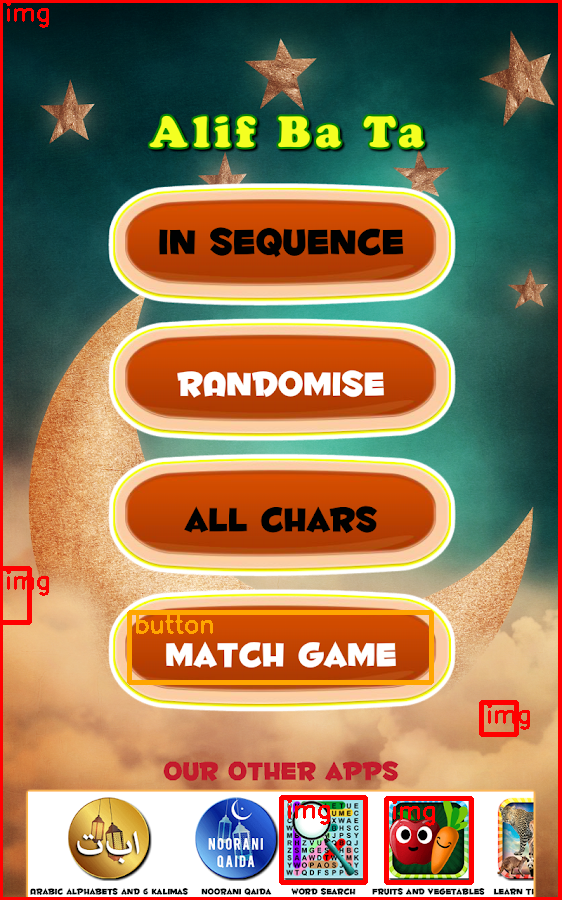 img
Alif Ba Ta
IN SEQUENCE
RANDOMISE
ALL CHARS
img
button
MATCH GAME
img
OUR OTHER APPS
ابات
NOORANI
QAIDA
img
img
ARABIC ALPHABETS AND 6 KALIMAS
NOORANI QAIDA
WORD SEARCH
FRUITS AND VEGETABLES
LEARN T